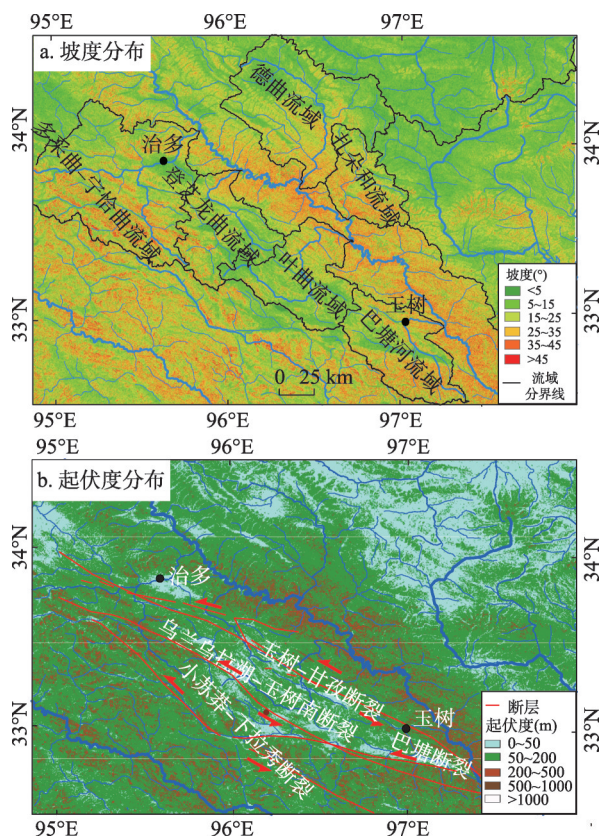 95°E 96°E 97°E
a. 坡度分布
34°N
33°N
34°N
33°N
德曲流域
扎朵和流域
治多
多采曲-宁恰曲流域
登艾龙曲流域
叶曲流域
玉树
巴塘河流域
0 25 km
坡度(°)
<5
5~15
15~25
25~35
35~45
>45
流域
分界线
95°E 96°E 97°E
95°E 96°E 97°E
b. 起伏度分布
34°N
33°N
34°N
33°N
治多
玉树-甘孜断裂
玉树南断裂
小苏莽-下拉秀断裂
玉树
巴塘断裂
断层
起伏度(m)
0~50
50~200
200~500
500~1000
>1000
95°E 96°E 97°E